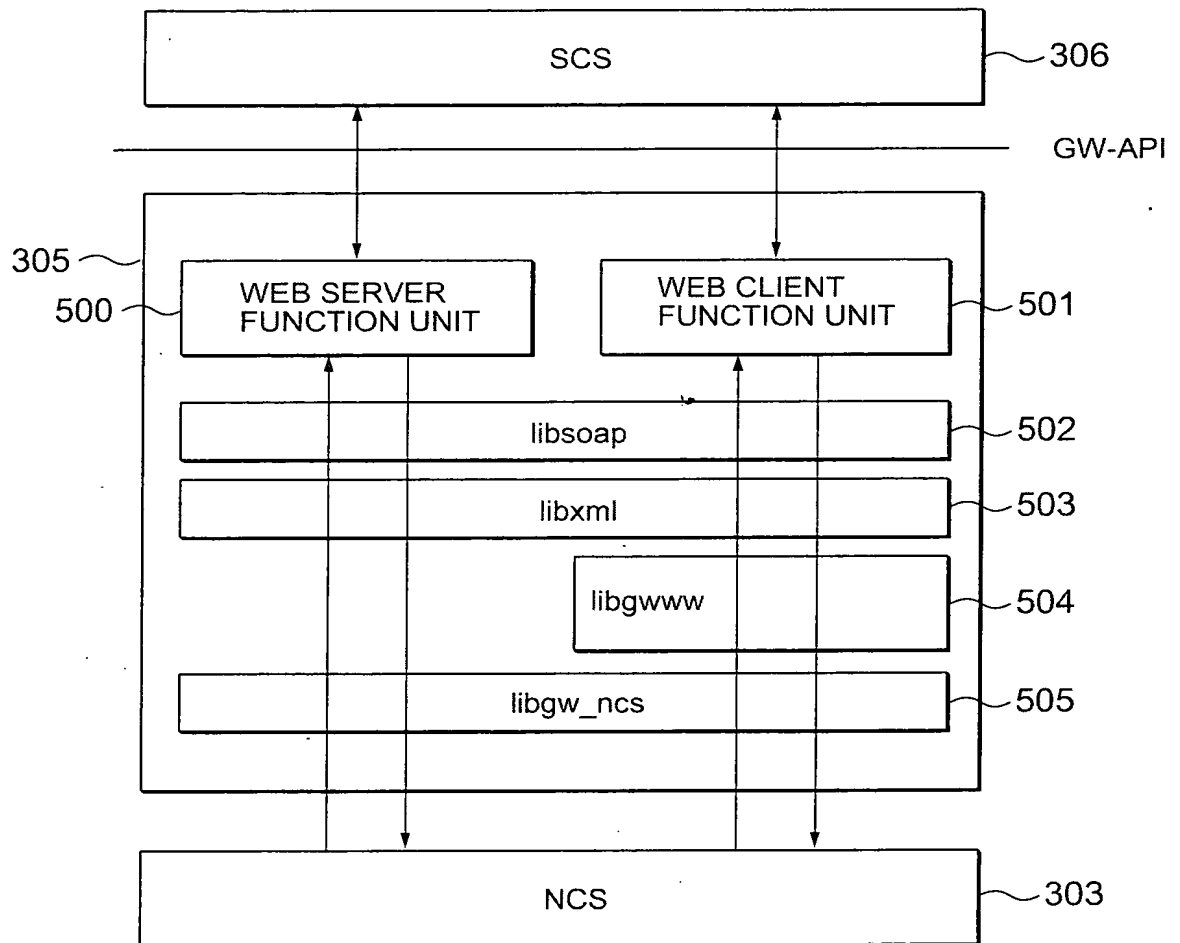 SCS
306
GW-API
305
500
WEB SERVER
FUNCTION UNIT
WEB CLIENT
FUNCTION UNIT
501
libsoap
502
libxml
503
libgwww
504
libgw_ncs
505
NCS
303